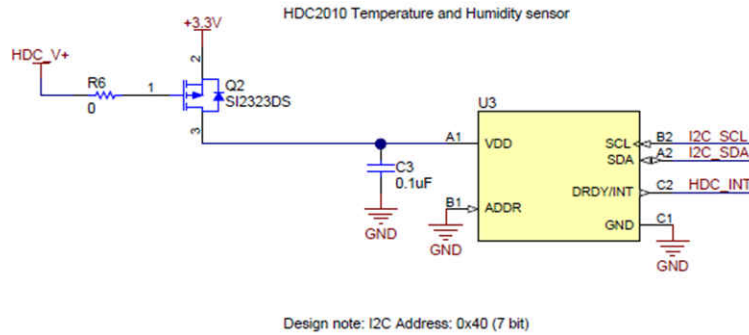 HDC2010 Temperature and Humidity sensor
+3.3V
HDC_V+
2
R6
0
1
Q2
SI2323DS
3
U3
A1
VDD
SCL
B2
I2C_SCL
SDA
A2
I2C_SDA
C3
0.1uF
DRDY/INT
C2
HDC_INT
B1
ADDR
GND
C1
GND
GND
GND
Design note: I2C Address: 0x40 (7 bit)